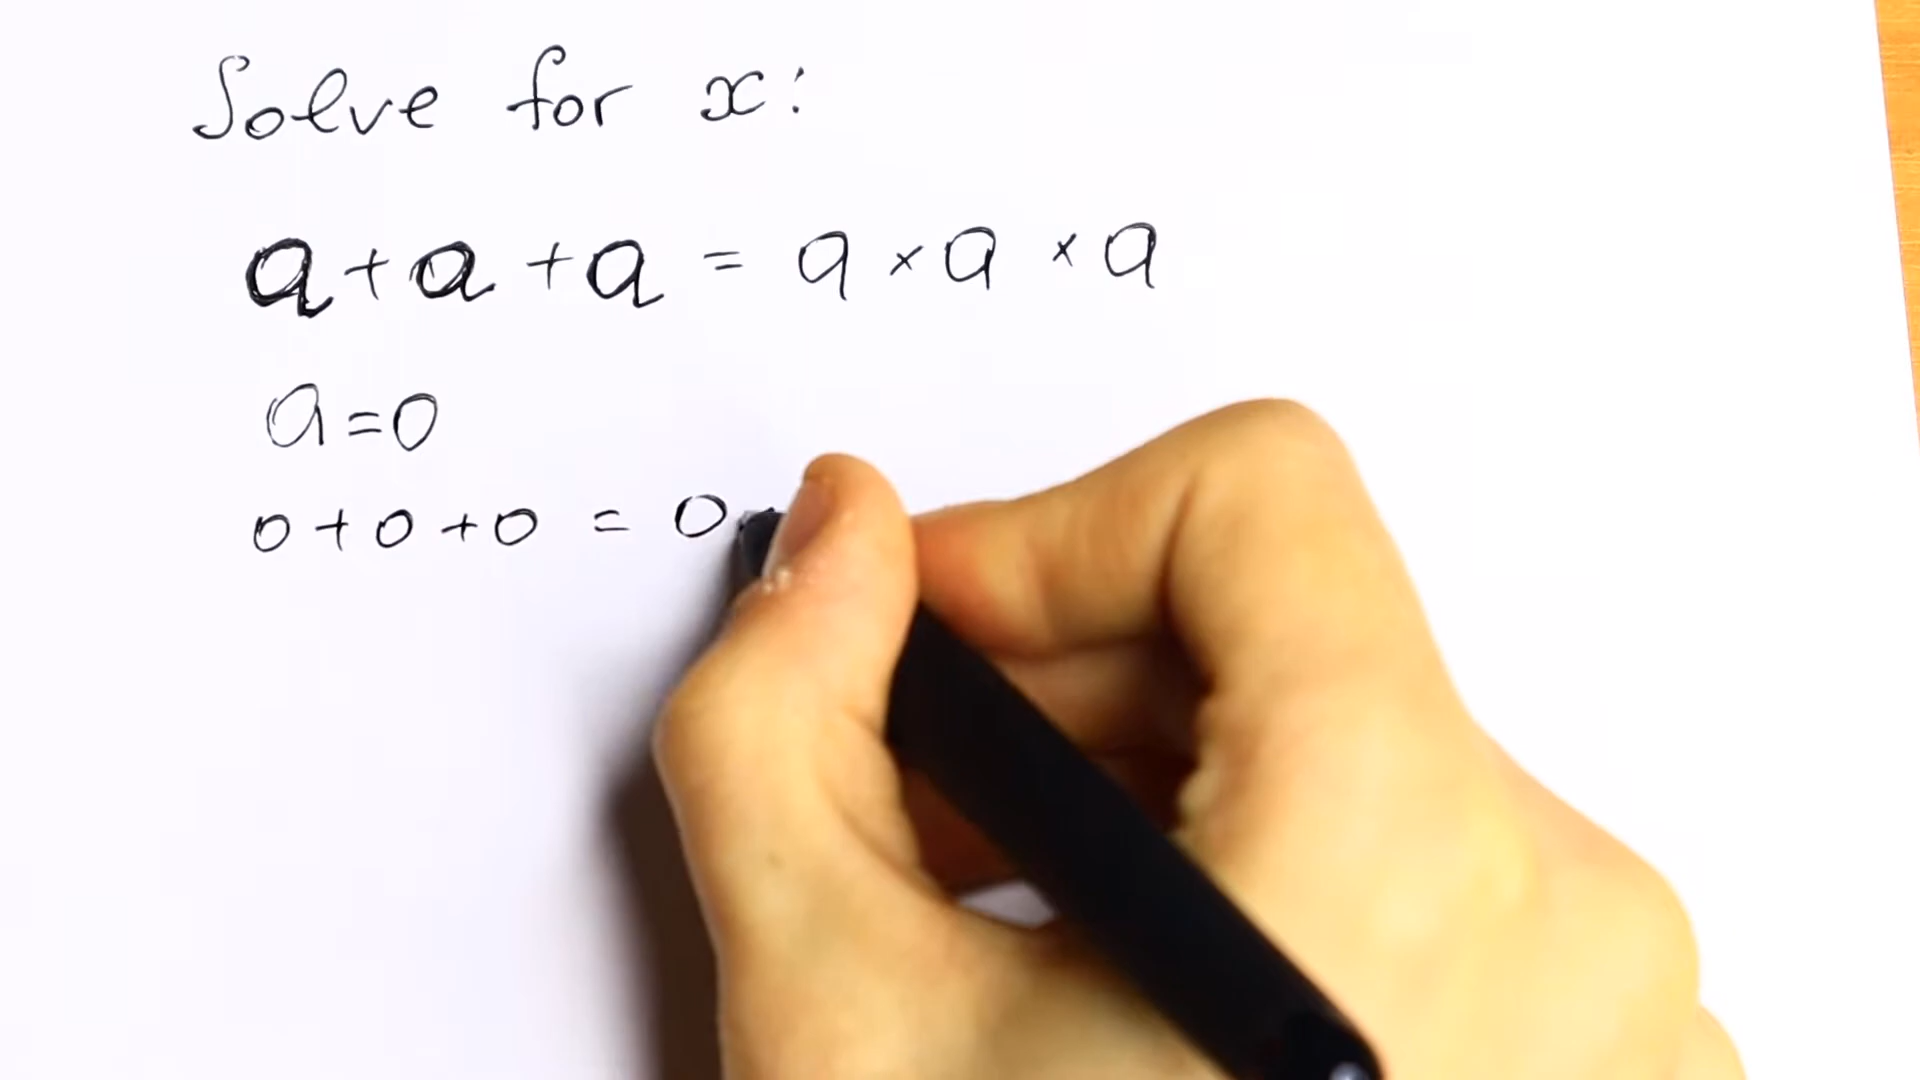 Solve for x:
a + a + a = a × a × a
a = 0
0 + 0 + 0 = 0